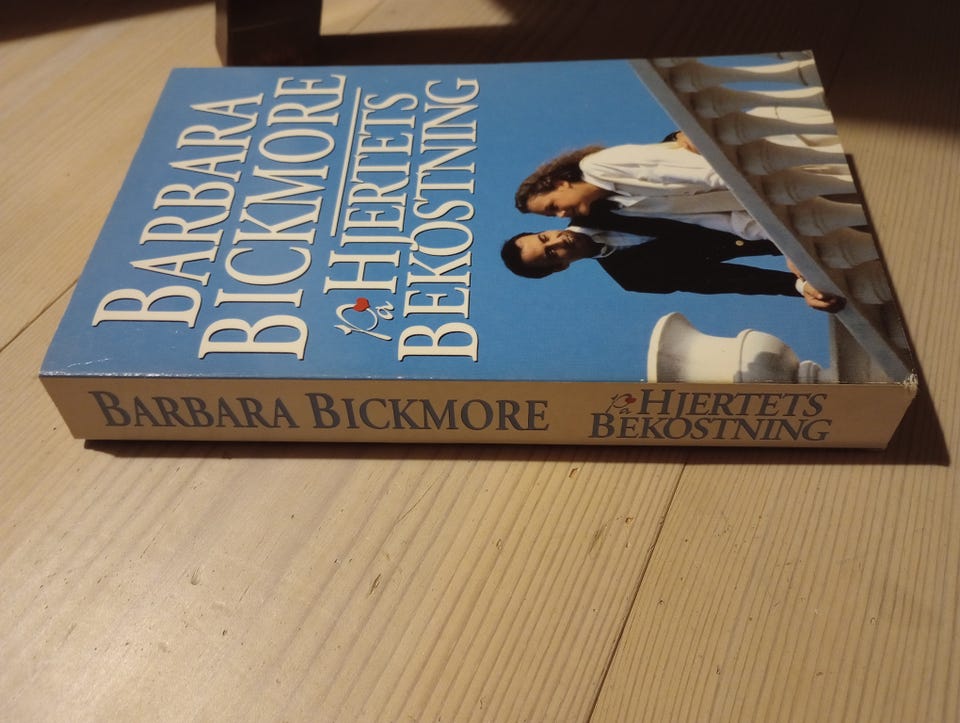 BARBARA
BICKMORE
På HJERTETS
BEKOSTNING
BARBARA BICKMORE
På HJERTETS
BEKOSTNING